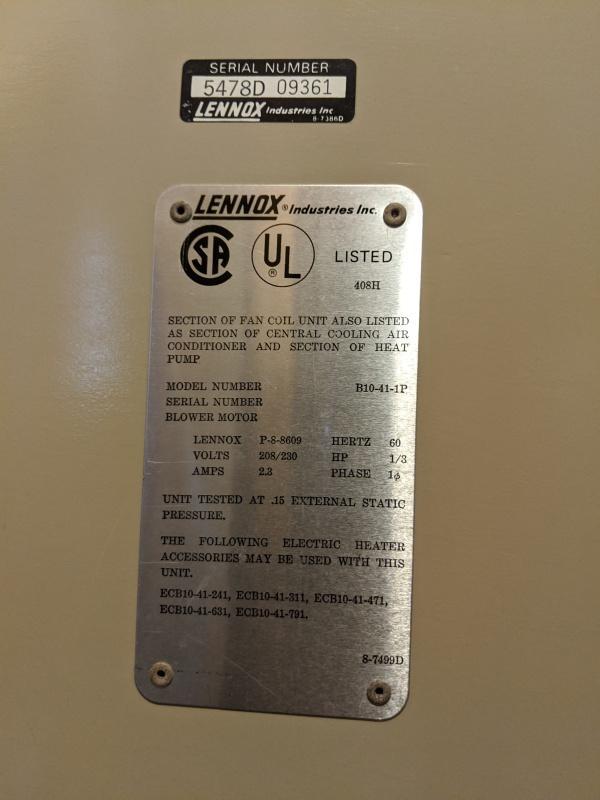 SERIAL NUMBER
5478D 09361
LENNOX Industries Inc
8-7386D
LENNOX ® Industries Inc.
SA UL ® LISTED
408H
SECTION OF FAN COIL UNIT ALSO LISTED
AS SECTION OF CENTRAL COOLING AIR
CONDITIONER AND SECTION OF HEAT
PUMP
MODEL NUMBER B10-41-1P
SERIAL NUMBER
BLOWER MOTOR
LENNOX P-8-8609 HERTZ 60
VOLTS 208/230 HP 1/3
AMPS 2.3 PHASE 1ϕ
UNIT TESTED AT .15 EXTERNAL STATIC
PRESSURE.
THE FOLLOWING ELECTRIC HEATER
ACCESSORIES MAY BE USED WITH THIS
UNIT.
ECB10-41-241, ECB10-41-311, ECB10-41-471,
ECB10-41-631, ECB10-41-791.
8-7499D